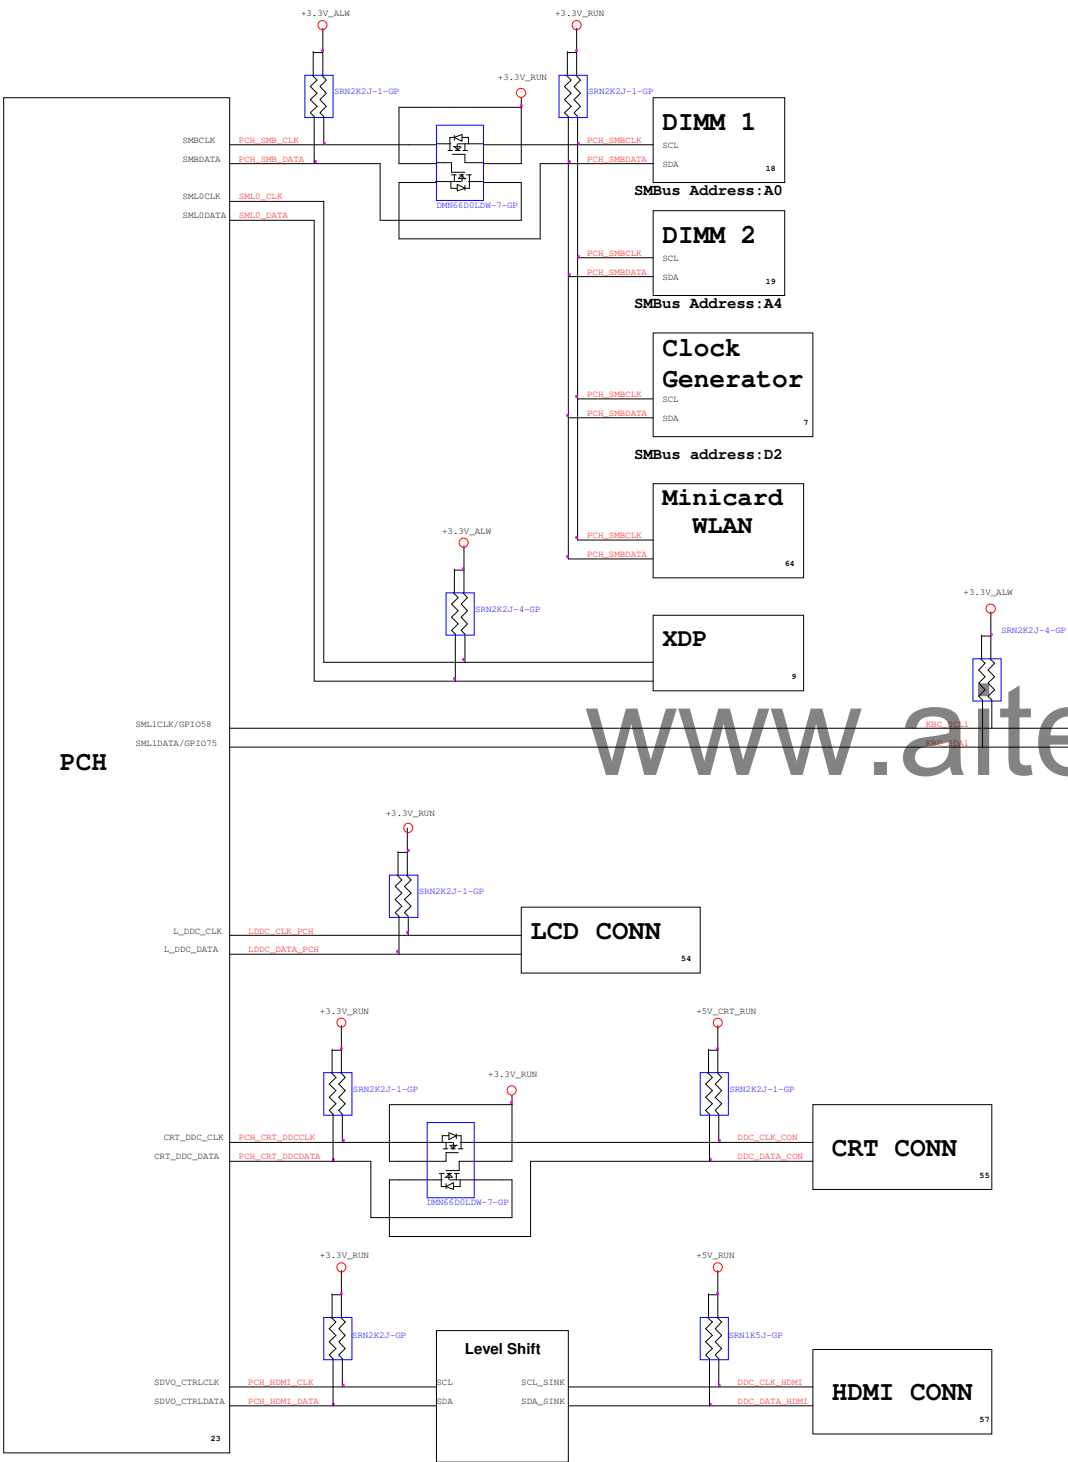 +3.3V_ALW
+3.3V_RUN
SRN2K2J-1-GP
+3.3V_RUN
SRN2K2J-1-GP
DIMM 1
SMBCLK
PCH_SMB_CLK
PCH_SMBCLK
SCL
SMBDATA
PCH_SMB_DATA
PCH_SMBDATA
SDA
18
SMBus Address:A0
SML0CLK
SML0_CLK
DMN66D0LDW-7-GP
SML0DATA
SML0_DATA
DIMM 2
PCH_SMBCLK
SCL
PCH_SMBDATA
SDA
19
SMBus Address:A4
Clock
Generator
PCH_SMBCLK
SCL
PCH_SMBDATA
SDA
7
SMBus address:D2
Minicard
WLAN
+3.3V_ALW
PCH_SMBCLK
PCH_SMBDATA
64
+3.3V_ALW
SRN2K2J-4-GP
SRN2K2J-4-GP
XDP
9
SML1CLK/GPIO58
KBC_SCL1
SML1DATA/GPIO75
KBC_SDA1
www.aite
PCH
+3.3V_RUN
SRN2K2J-1-GP
LCD CONN
L_DDC_CLK
LDDC_CLK_PCH
L_DDC_DATA
LDDC_DATA_PCH
54
+3.3V_RUN
+5V_CRT_RUN
SRN2K2J-1-GP
+3.3V_RUN
SRN2K2J-1-GP
CRT_DDC_CLK
PCH_CRT_DDCCLK
DDC_CLK_CON
CRT_DDC_DATA
PCH_CRT_DDCDATA
DDC_DATA_CON
CRT CONN
55
DMN66D0LDW-7-GP
+3.3V_RUN
+5V_RUN
SRN2K2J-GP
Level Shift
SRN1K5J-GP
SDVO_CTRLCLK
PCH_HDMI_CLK
SCL
SCL_SINK
DDC_CLK_HDMI
SDVO_CTRLDATA
PCH_HDMI_DATA
SDA
SDA_SINK
DDC_DATA_HDMI
HDMI CONN
57
23